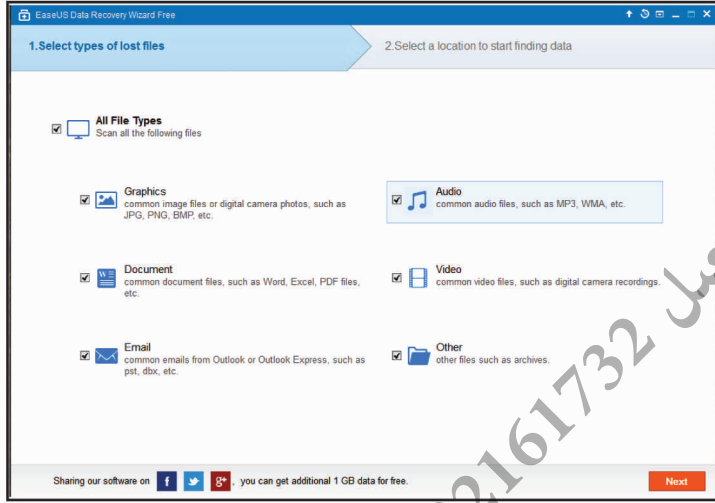 EaseUS Data Recovery Wizard Free
1.Select types of lost files
2.Select a location to start finding data
All File Types
Scan all the following files
Graphics
common image files or digital camera photos, such as
JPG, PNG, BMP, etc.
Audio
common audio files, such as MP3, WMA, etc.
Document
common document files, such as Word, Excel, PDF files,
etc.
Video
common video files, such as digital camera recordings.
Email
common emails from Outlook or Outlook Express, such as
pst, dbx, etc.
Other
other files such as archives.
Sharing our software on f g+ , you can get additional 1 GB data for free.
Next
2161732